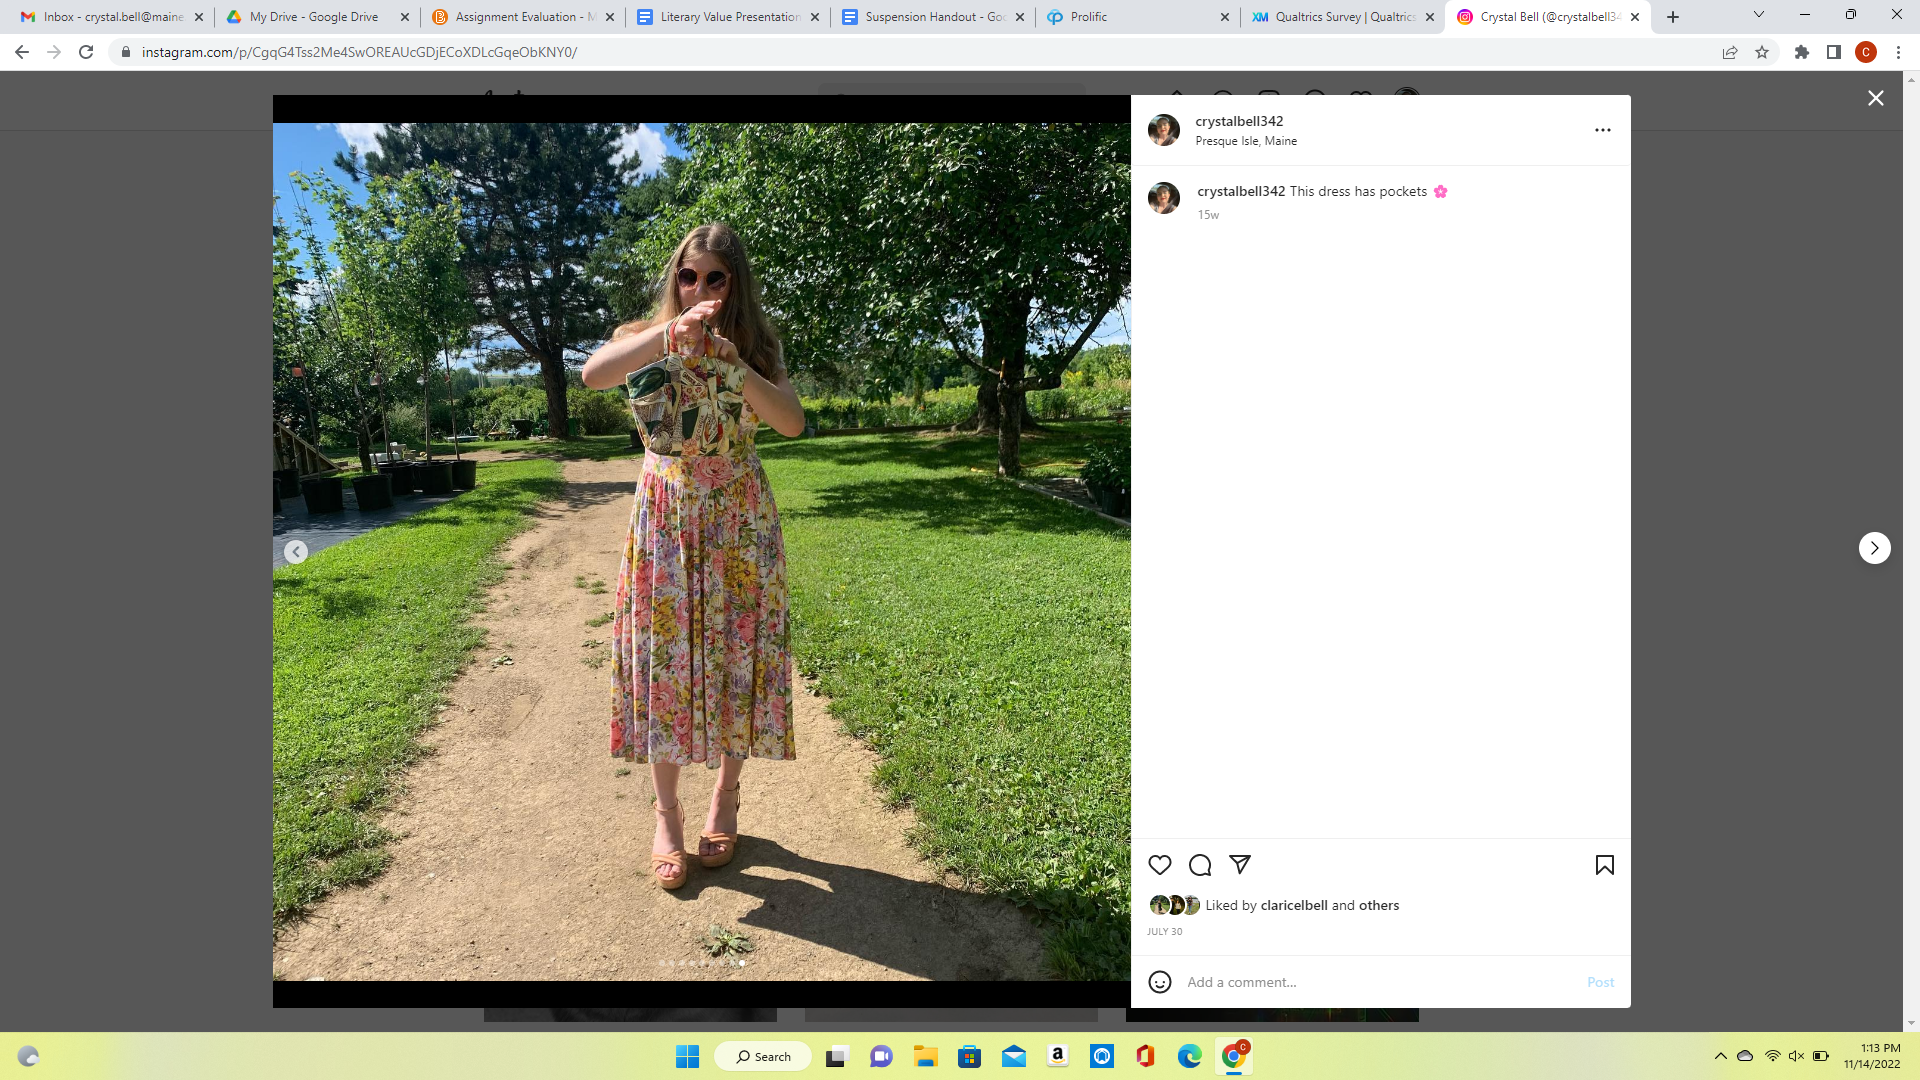 Inbox - crystal.bell@maine
My Drive - Google Drive
Assignment Evaluation - M
Literary Value Presentation
Suspension Handout - Goo
Prolific
Qualtrics Survey | Qualtrics
Crystal Bell (@crystalbell34
instagram.com/p/CgqG4Tss2Me4SwOREAUcGDjECoXDLcGqeObKNY0/
C
crystalbell342
Presque Isle, Maine
crystalbell342 This dress has pockets 🌸
15w
Liked by claricelbell and others
JULY 30
Add a comment...
Post
Search
C
1:13 PM
11/14/2022